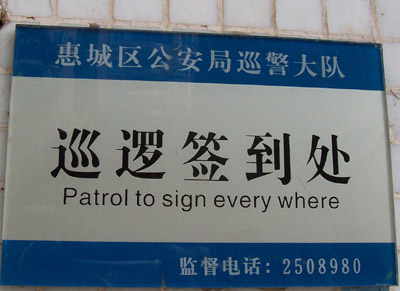 惠城区公安局巡警大队
巡逻签到处
Patrol to sign every where
监督电话：2508980